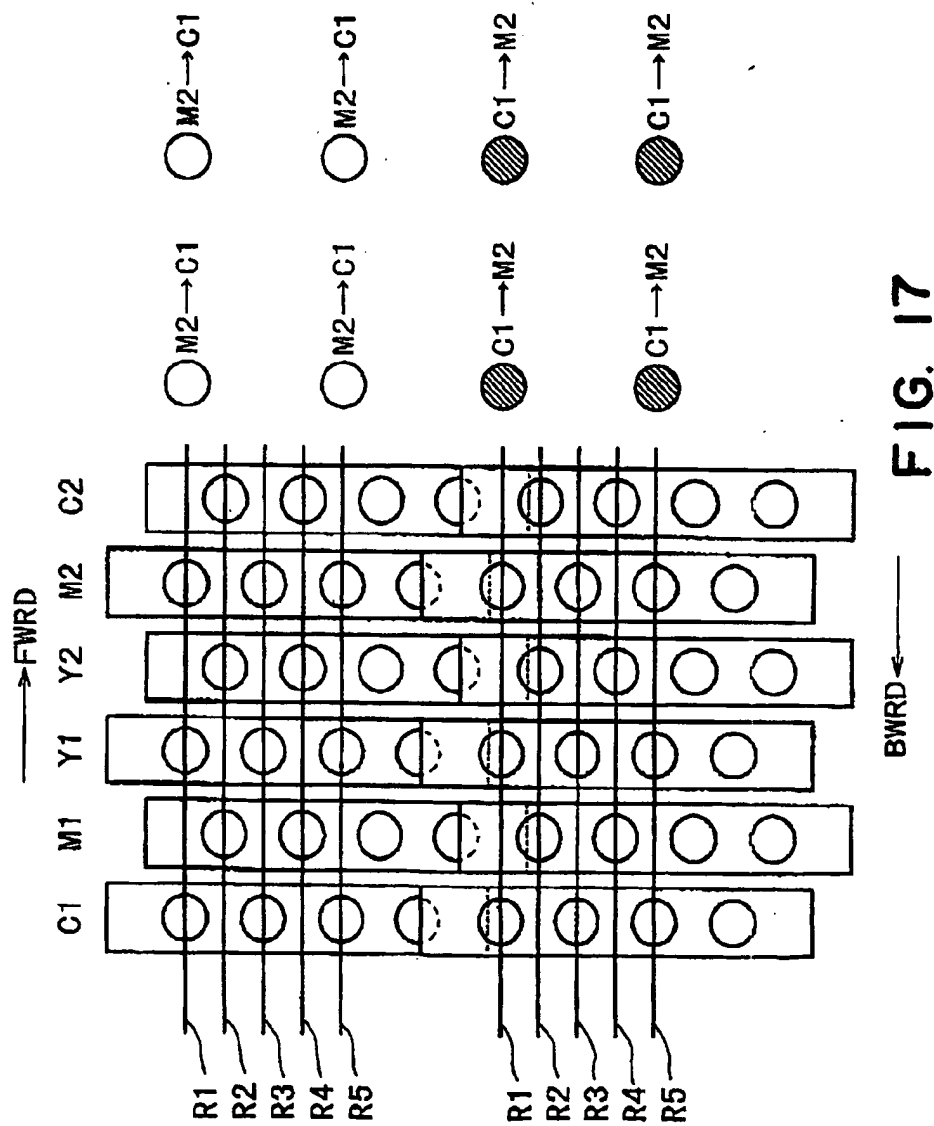 FWRD
C1 M1 Y1 Y2 M2 C2
R1 M2→C1 M2→C1
R2
R3
R4
R5 M2→C1 M2→C1
R1 C1→M2 C1→M2
R2
R3
R4
R5 C1→M2 C1→M2
BWRD
FIG. 17